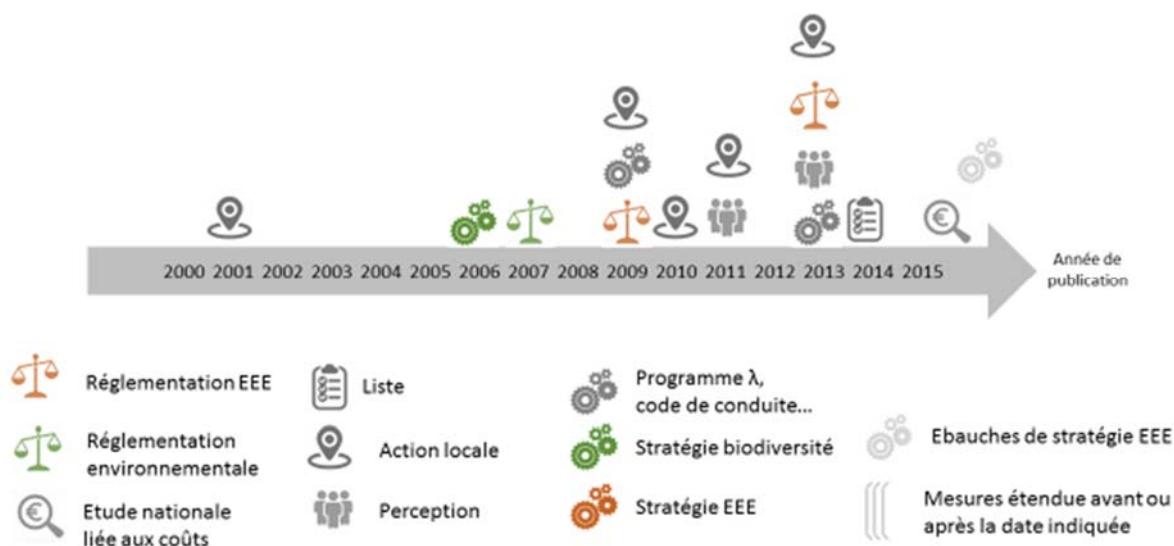 2000 2001 2002 2003 2004 2005 2006 2007 2008 2009 2010 2011 2012 2013 2014 2015
Année de
publication
Réglementation EEE
Réglementation
environnementale
Etude nationale
liée aux coûts
Liste
Action locale
Perception
Programme λ,
code de conduite...
Stratégie biodiversité
Stratégie EEE
Ebauches de stratégie EEE
Mesures étendue avant ou
après la date indiquée